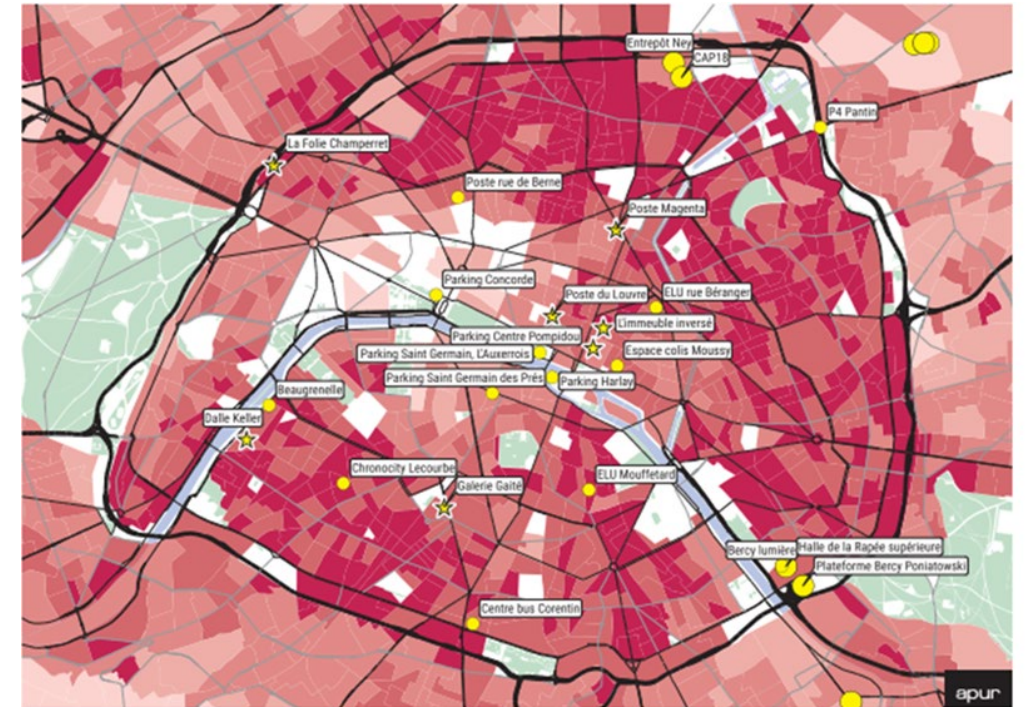 Entrepôt Ney
CAP18
P4 Pantin
La Folie Champerret
Poste rue de Berne
Poste Magenta
Parking Concorde
Poste du Louvre
ELU rue Béranger
L'immeuble inversé
Parking Centre Pompidou
Parking Saint Germain, L'Auxerrois
Espace colis Moussy
Parking Saint Germain des Prés
Parking Harlay
Beaugrenelle
Dalle Keller
Chronocity Lecourbe
ELU Mouffetard
Galerie Gaité
Bercy lumière
Halle de la Rapée supérieure
Plateforme Bercy Poniatowski
Centre bus Corentin
apur